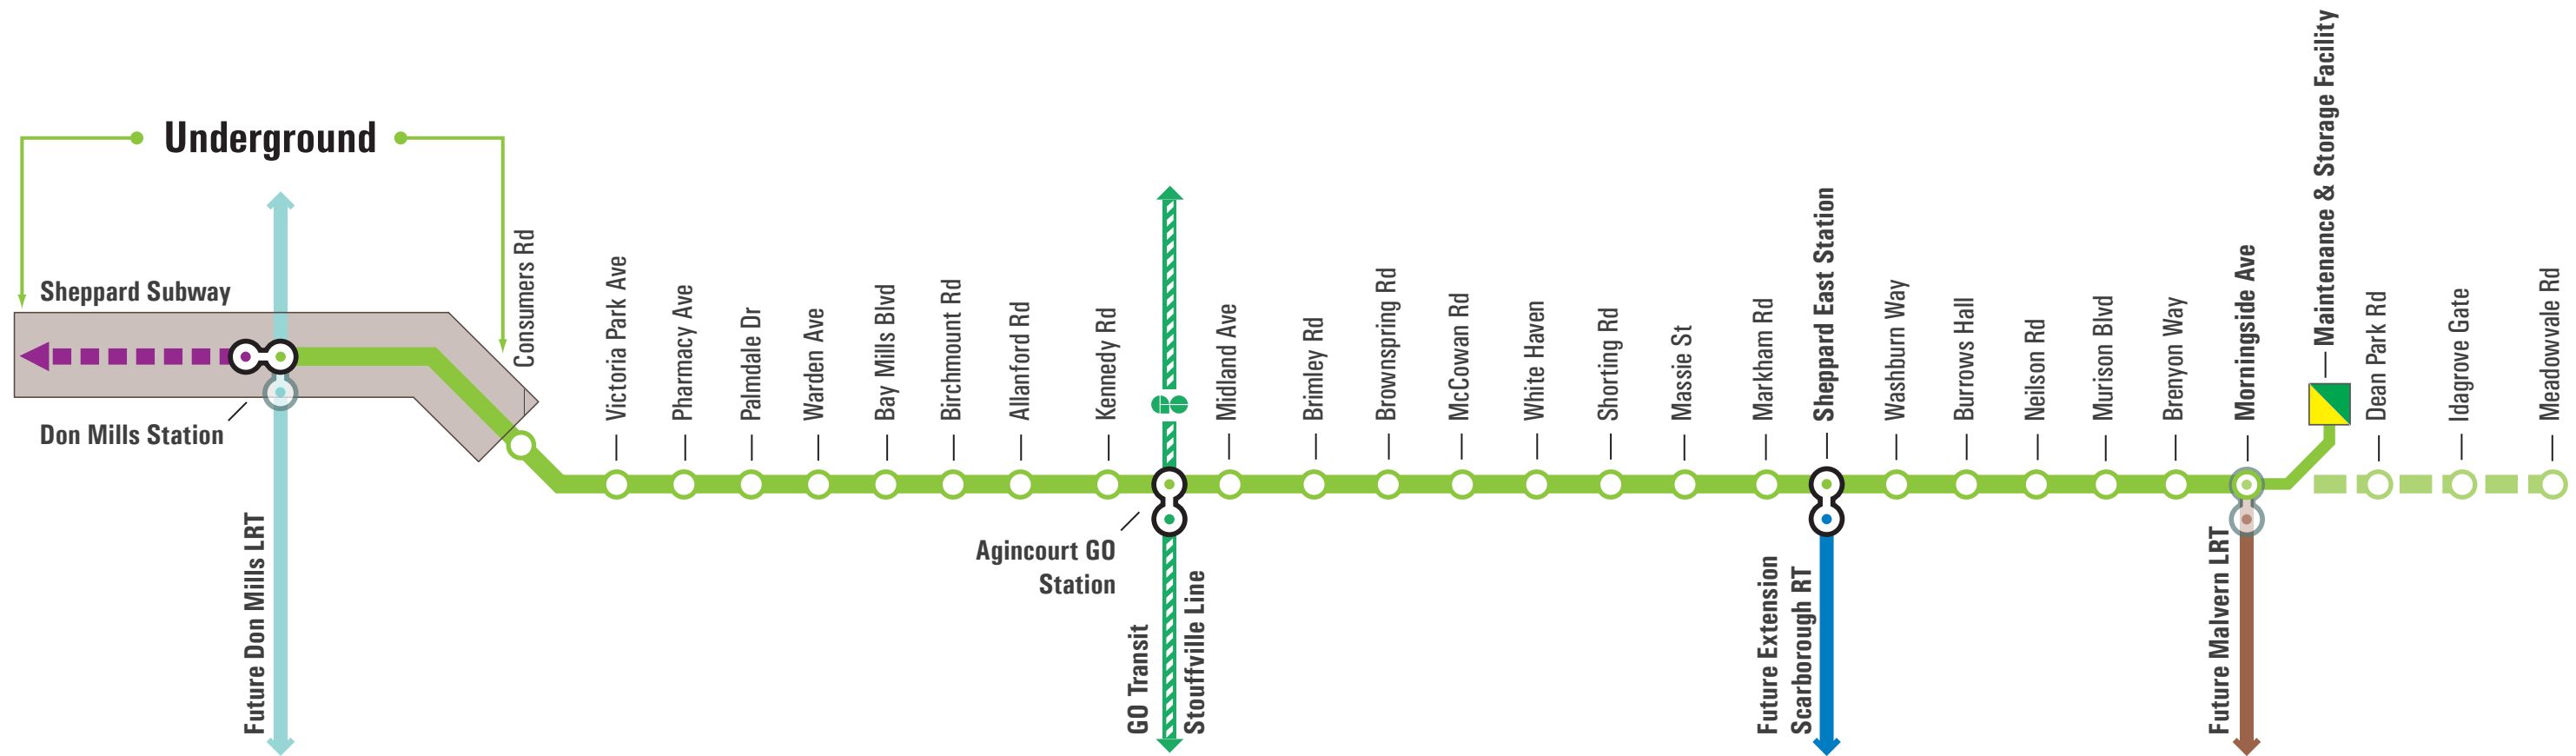 Underground
Sheppard Subway
Don Mills Station
Future Don Mills LRT
Consumers Rd
Victoria Park Ave
Pharmacy Ave
Palmdale Dr
Warden Ave
Bay Mills Blvd
Birchmount Rd
Allanford Rd
Kennedy Rd
Agincourt GO
Station
GO Transit
Stouffville Line
Midland Ave
Brimley Rd
Brownspring Rd
McCowan Rd
White Haven
Shorting Rd
Massie St
Markham Rd
Sheppard East Station
Future Extension
Scarborough RT
Washburn Way
Burrows Hall
Neilson Rd
Murison Blvd
Brenyon Way
Morningside Ave
Future Malvern LRT
Maintenance & Storage Facility
Dean Park Rd
Idagrove Gate
Meadowvale Rd